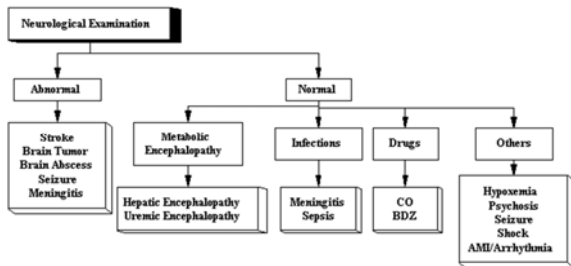 Neurological Examination
Abnormal
Normal
Stroke
Brain Tumor
Brain Abscess
Seizure
Meningitis
Metabolic
Encephalopathy
Infections
Drugs
Others
Hepatic Encephalopathy
Uremic Encephalopathy
Meningitis
Sepsis
CO
BDZ
Hypoxemia
Psychosis
Seizure
Shock
AMI/Arrhythmia